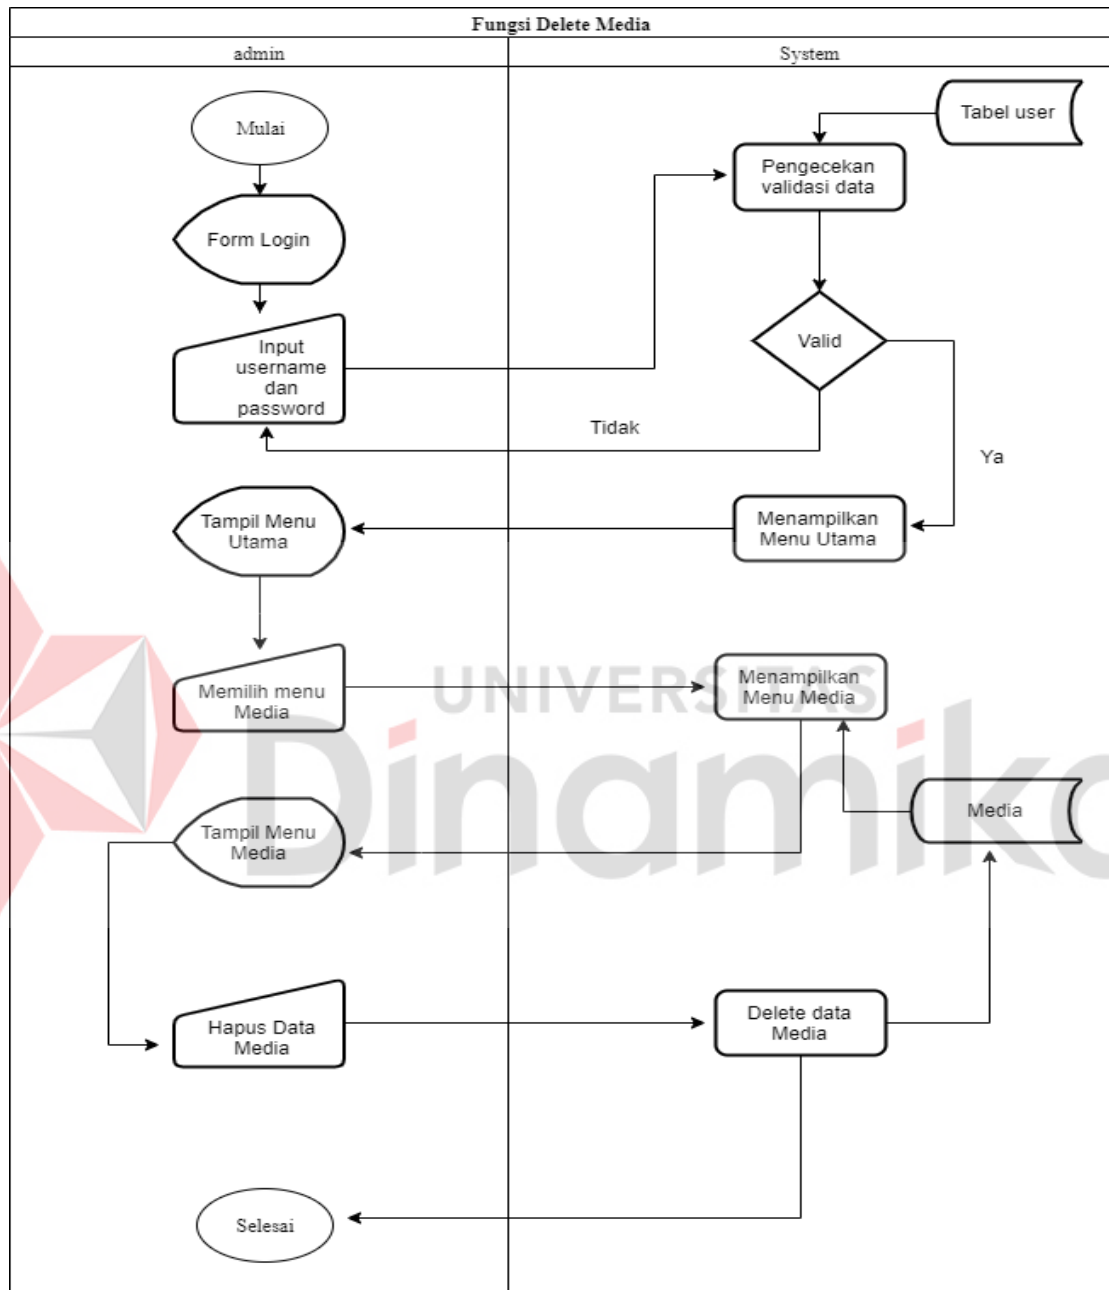 Fungsi Delete Media
admin
System
Mulai
Tabel user
Pengecekan
validasi data
Form Login
Input
username
dan
password
Valid
Tidak
Ya
Tampil Menu
Utama
Menampilkan
Menu Utama
Memilih menu
Media
Menampilkan
Menu Media
UNIVERSITAS
Dinamika
Tampil Menu
Media
Media
Hapus Data
Media
Delete data
Media
Selesai